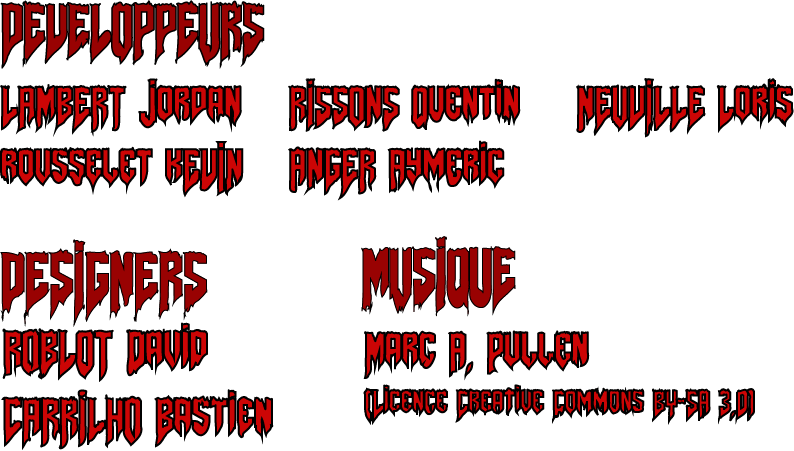 DEVELOPPEURS
LAMBERT JORDAN RISSONS QUENTIN NEUVILLE LORIS
ROUSSELET KEVIN ANGER AYMERIC
DESIGNERS
ROBLOT DAVID
CARRILHO BASTIEN
MUSIQUE
MARC A. PULLEN
(LICENCE CREATIVE COMMONS BY-SA 3.0)